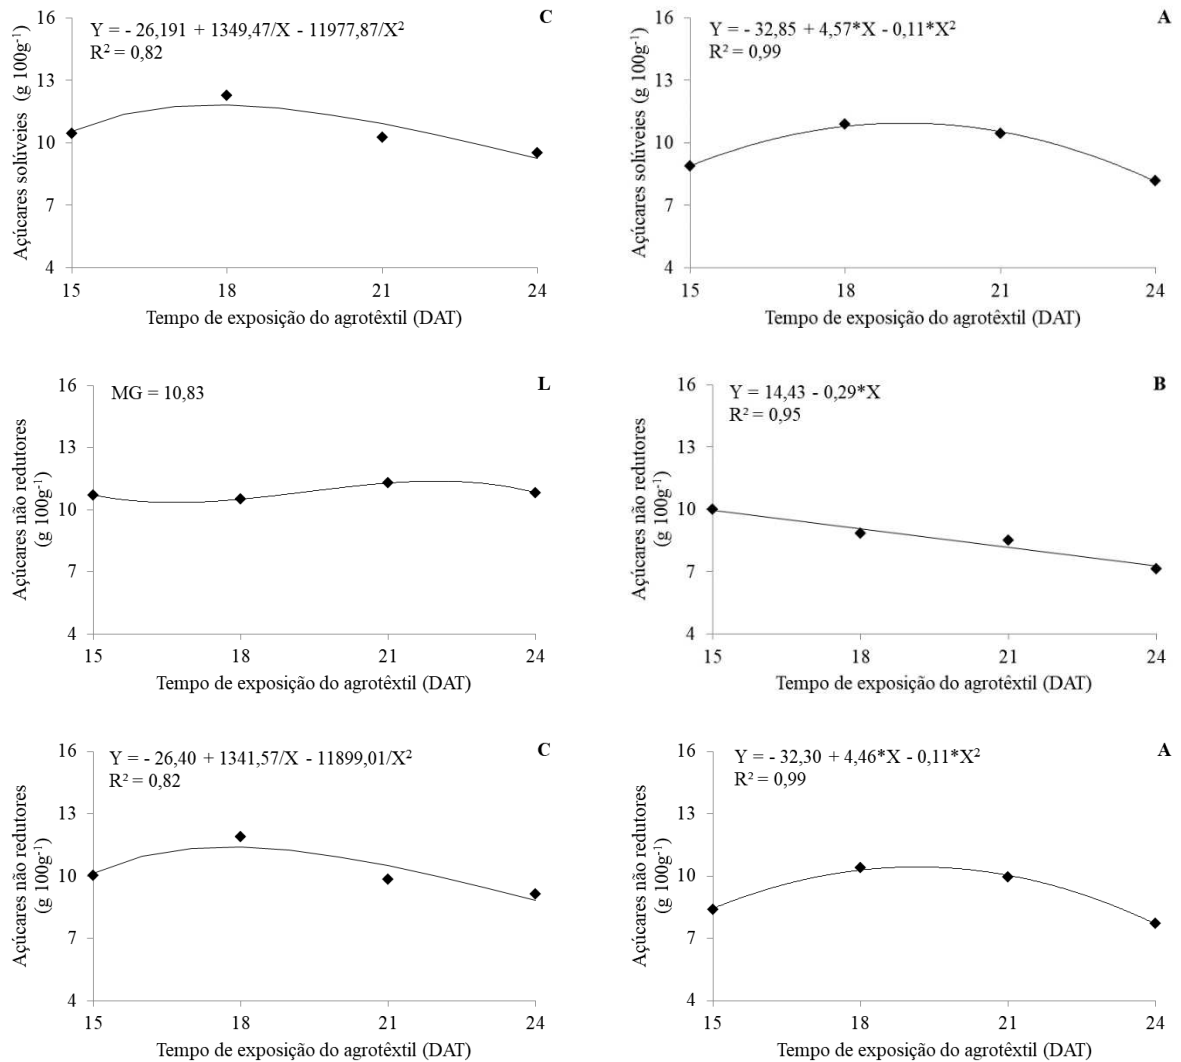 C
Y = - 26,191 + 1349,47/X - 11977,87/X²
R² = 0,82
Açúcares solúveies (g 100g⁻¹)
16
13
10
7
4
15 18 21 24
Tempo de exposição do agrotêxtil (DAT)
A
Y = - 32,85 + 4,57*X - 0,11*X²
R² = 0,99
Açúcares solúveies (g 100g⁻¹)
16
13
10
7
4
15 18 21 24
Tempo de exposição do agrotêxtil (DAT)
L
MG = 10,83
Açúcares não redutores
(g 100g⁻¹)
16
13
10
7
4
15 18 21 24
Tempo de exposição do agrotêxtil (DAT)
B
Y = 14,43 - 0,29*X
R² = 0,95
Açúcares não redutores
(g 100g⁻¹)
16
13
10
7
4
15 18 21 24
Tempo de exposição do agrotêxtil (DAT)
C
Y = - 26,40 + 1341,57/X - 11899,01/X²
R² = 0,82
Açúcares não redutores
(g 100g⁻¹)
16
13
10
7
4
15 18 21 24
Tempo de exposição do agrotêxtil (DAT)
A
Y = - 32,30 + 4,46*X - 0,11*X²
R² = 0,99
Açúcares não redutores
(g 100g⁻¹)
16
13
10
7
4
15 18 21 24
Tempo de exposição do agrotêxtil (DAT)